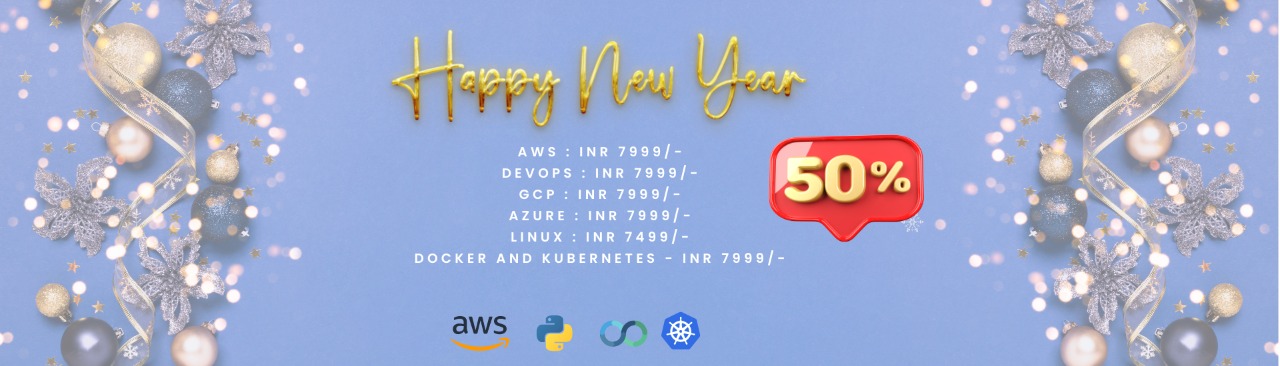 Happy New Year
AWS : INR 7999/-
DEVOPS : INR 7999/-
GCP : INR 7999/-
AZURE : INR 7999/-
LINUX : INR 7499/-
DOCKER AND KUBERNETES - INR 7999/-
50%
aws